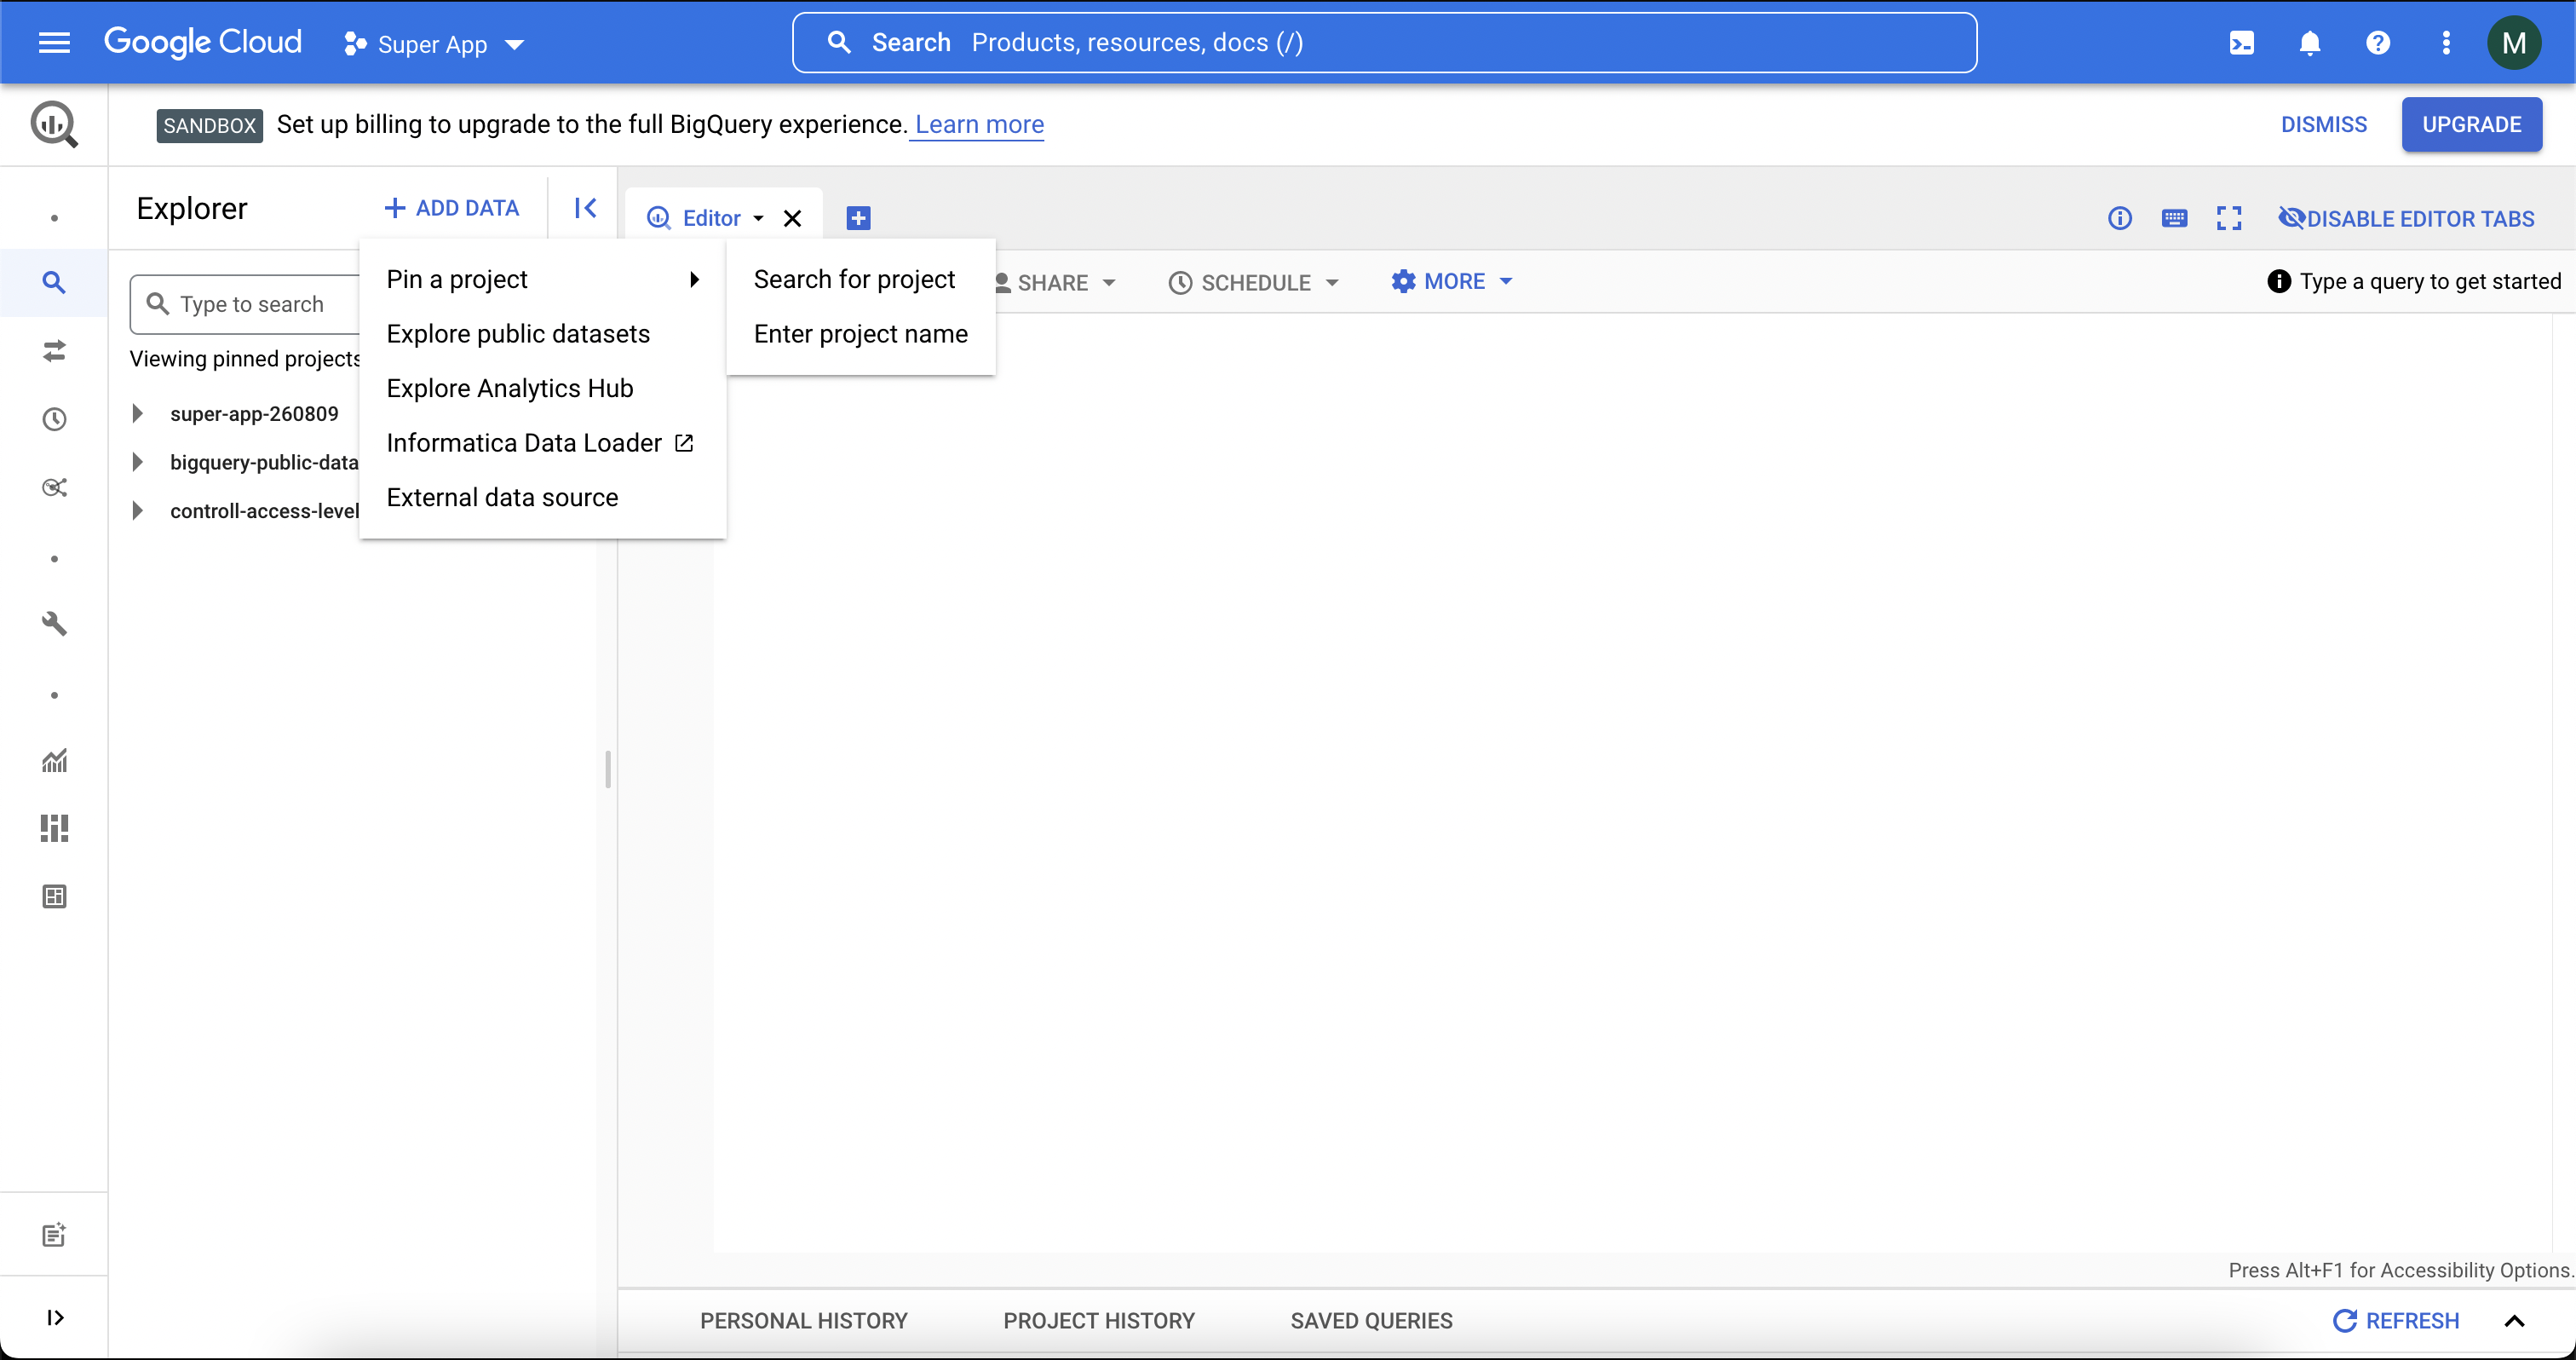 Google Cloud Super App Search Products, resources, docs (/) M
SANDBOX Set up billing to upgrade to the full BigQuery experience. Learn more DISMISS UPGRADE
Explorer + ADD DATA Editor DISABLE EDITOR TABS
Type to search
Viewing pinned projects
super-app-260809
bigquery-public-data
controll-access-level
Pin a project
Explore public datasets
Explore Analytics Hub
Informatica Data Loader
External data source
Search for project
Enter project name
SHARE SCHEDULE MORE Type a query to get started
Press Alt+F1 for Accessibility Options.
PERSONAL HISTORY PROJECT HISTORY SAVED QUERIES REFRESH